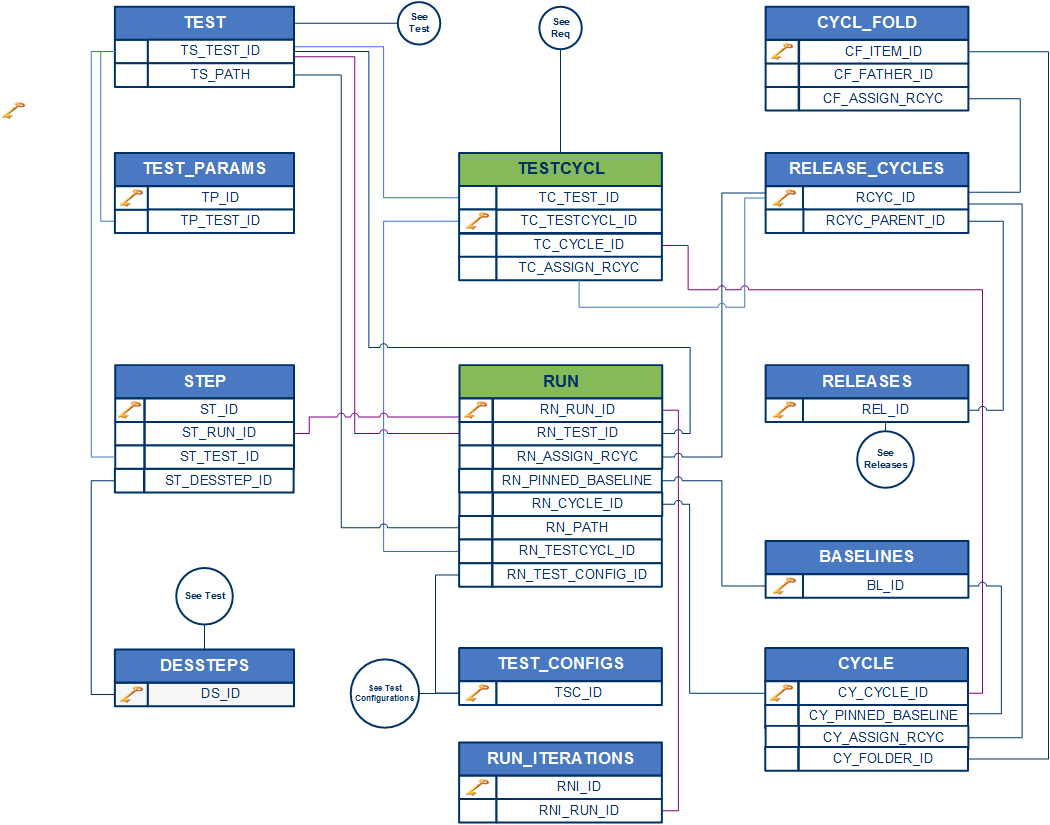 TEST
TS_TEST_ID
TS_PATH
See
Test
See
Req
CYCL_FOLD
CF_ITEM_ID
CF_FATHER_ID
CF_ASSIGN_RCYC
TEST_PARAMS
TP_ID
TP_TEST_ID
TESTCYCL
TC_TEST_ID
TC_TESTCYCL_ID
TC_CYCLE_ID
TC_ASSIGN_RCYC
RELEASE_CYCLES
RCYC_ID
RCYC_PARENT_ID
STEP
ST_ID
ST_RUN_ID
ST_TEST_ID
ST_DESSTEP_ID
RUN
RN_RUN_ID
RN_TEST_ID
RN_ASSIGN_RCYC
RN_PINNED_BASELINE
RN_CYCLE_ID
RN_PATH
RN_TESTCYCL_ID
RN_TEST_CONFIG_ID
RELEASES
REL_ID
See
Releases
BASELINES
BL_ID
See Test
DESSTEPS
DS_ID
See Test
Configurations
TEST_CONFIGS
TSC_ID
CYCLE
CY_CYCLE_ID
CY_PINNED_BASELINE
CY_ASSIGN_RCYC
CY_FOLDER_ID
RUN_ITERATIONS
RNI_ID
RNI_RUN_ID